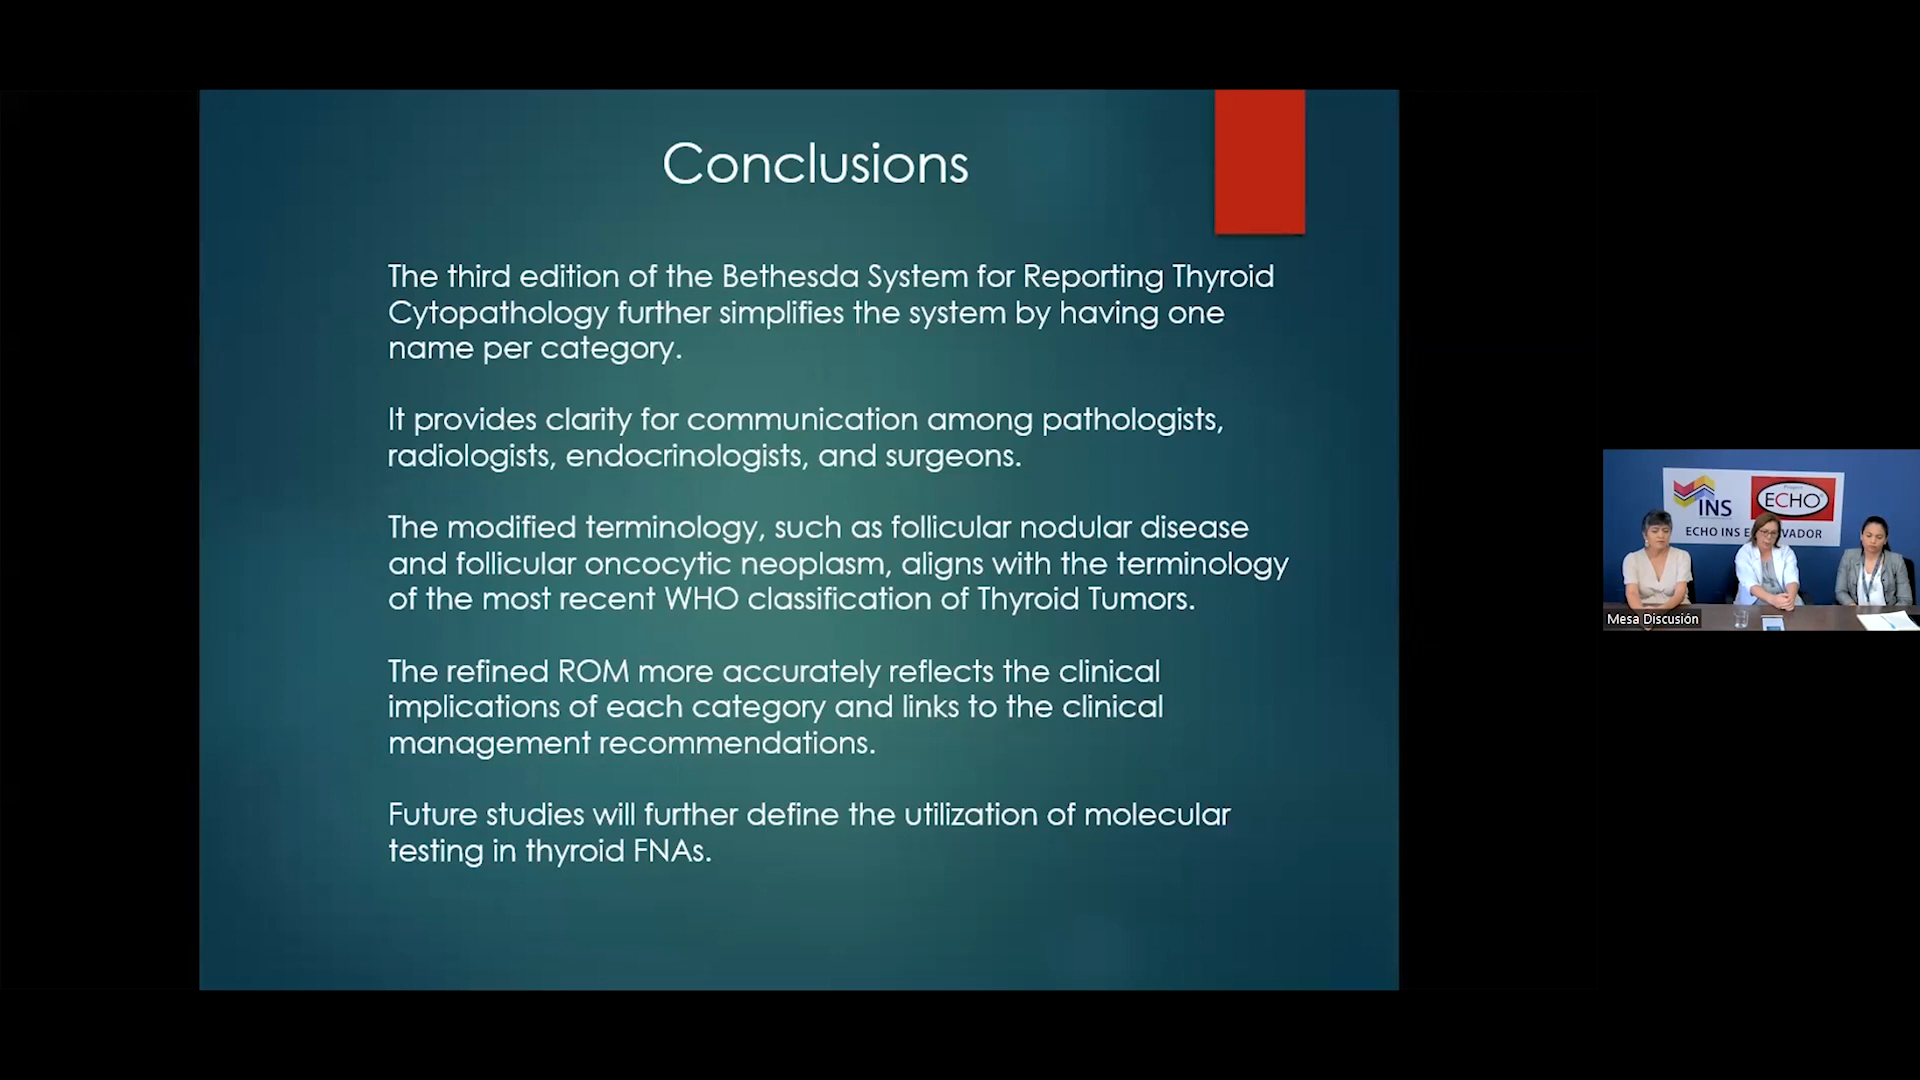 Conclusions
The third edition of the Bethesda System for Reporting Thyroid
Cytopathology further simplifies the system by having one
name per category.
It provides clarity for communication among pathologists,
radiologists, endocrinologists, and surgeons.
The modified terminology, such as follicular nodular disease
and follicular oncocytic neoplasm, aligns with the terminology
of the most recent WHO classification of Thyroid Tumors.
The refined ROM more accurately reflects the clinical
implications of each category and links to the clinical
management recommendations.
Future studies will further define the utilization of molecular
testing in thyroid FNAs.
INS
Project
ECHO
ECHO INS E VADOR
Mesa Discusión